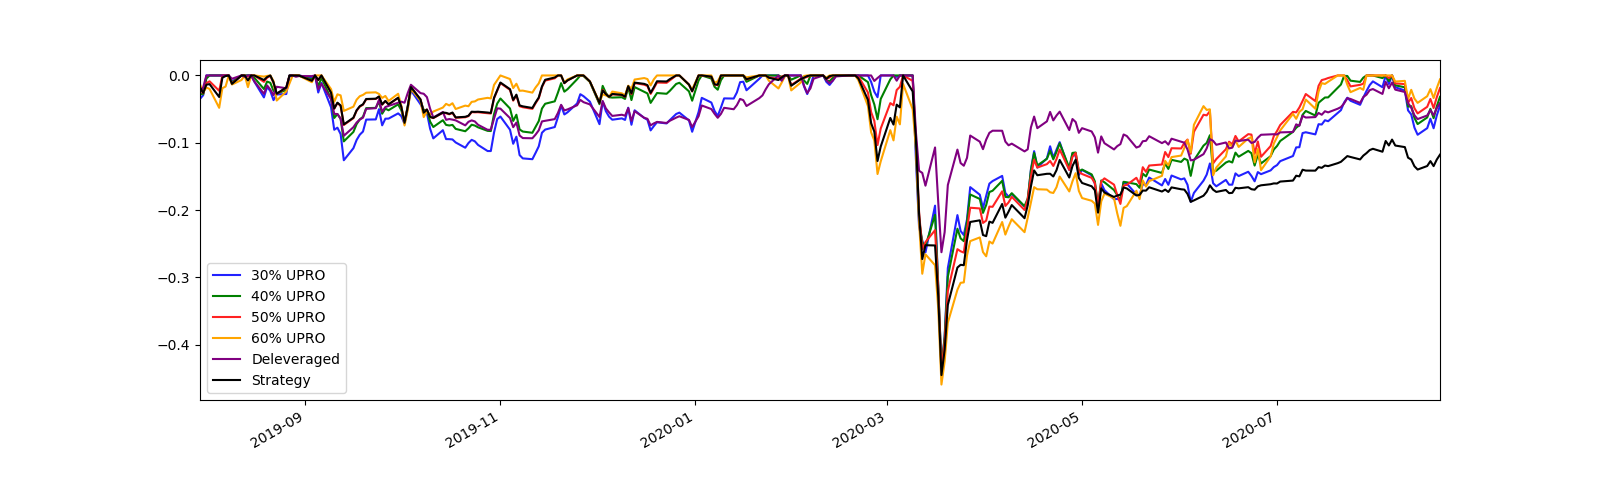 0.0
−0.1
−0.2
−0.3
−0.4
30% UPRO
40% UPRO
50% UPRO
60% UPRO
Deleveraged
Strategy
2019-09
2019-11
2020-01
2020-03
2020-05
2020-07